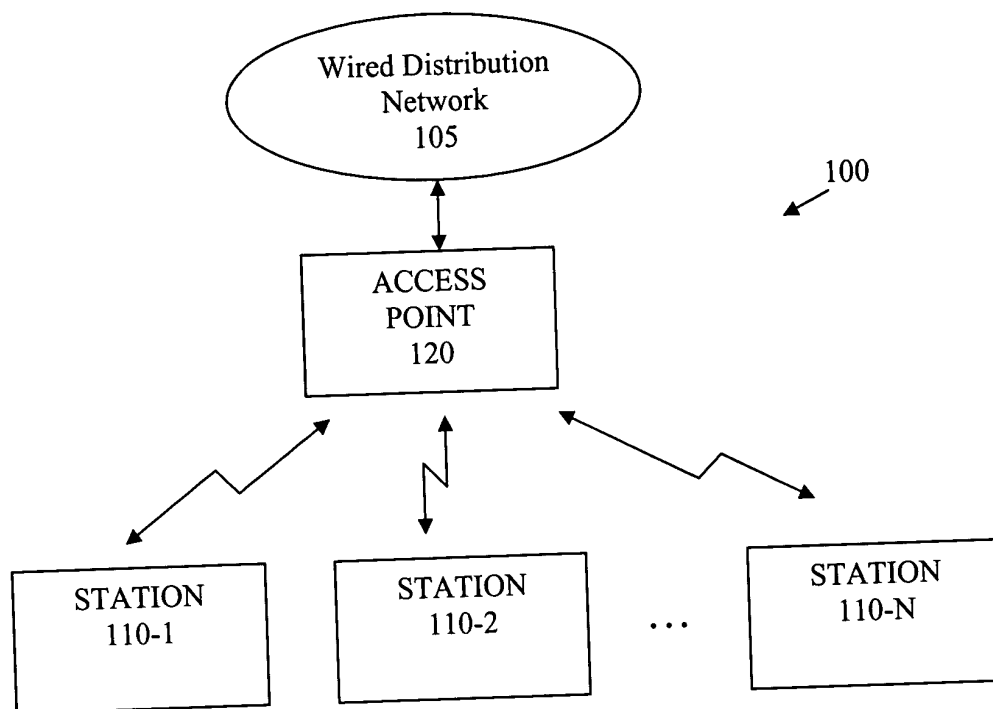 Wired Distribution
Network
105
100
ACCESS
POINT
120
STATION
110-1
STATION
110-2
...
STATION
110-N